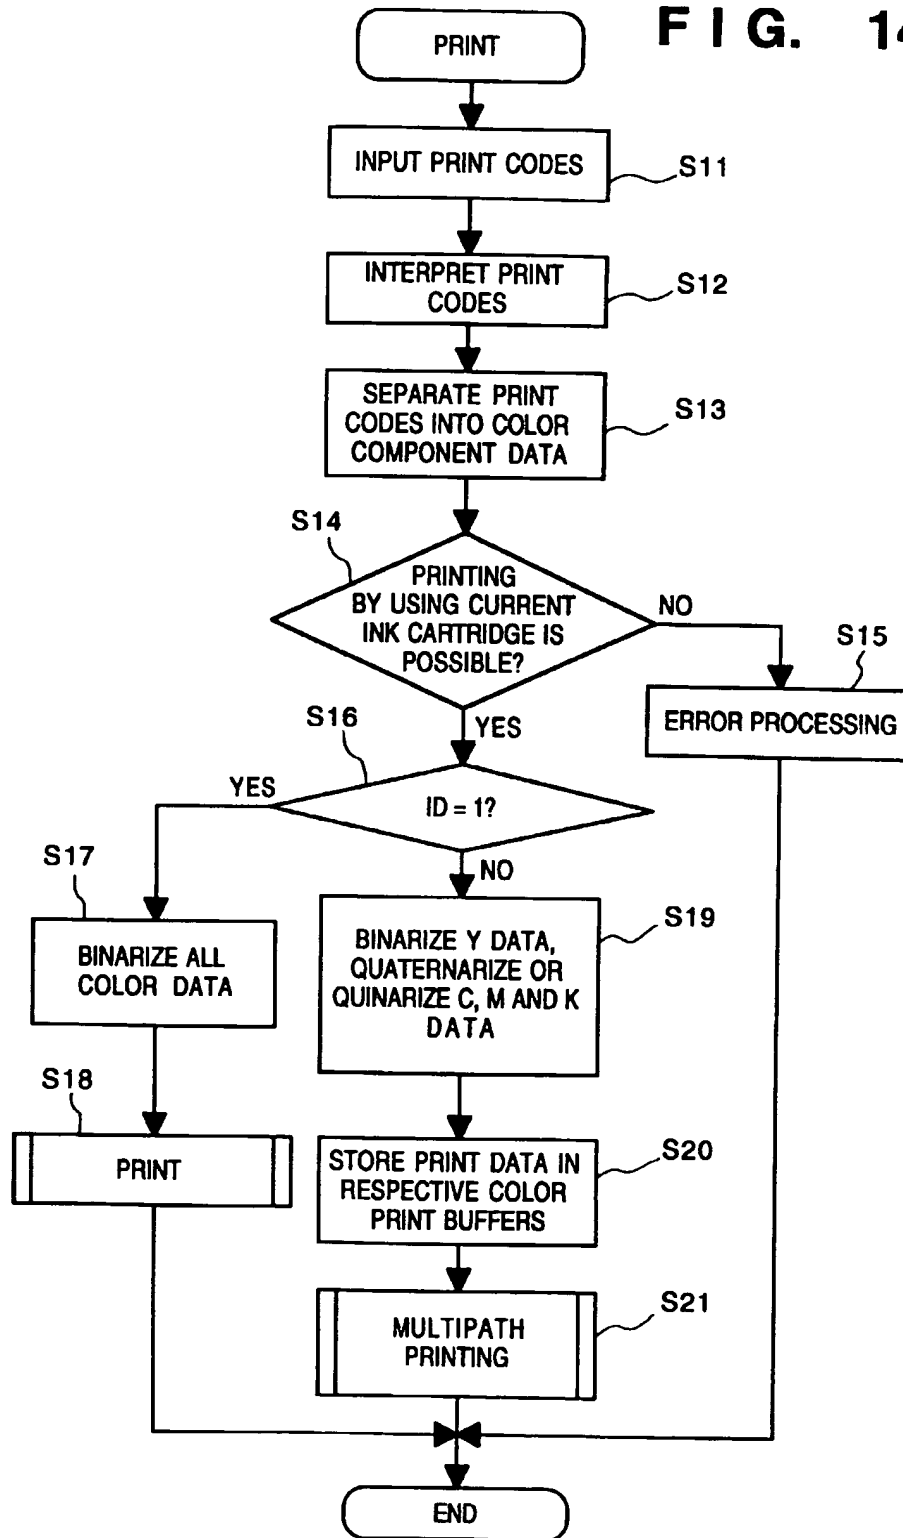 FIG. 14
PRINT
INPUT PRINT CODES
S11
INTERPRET PRINT
CODES
S12
SEPARATE PRINT
CODES INTO COLOR
COMPONENT DATA
S13
S14
PRINTING
BY USING CURRENT
INK CARTRIDGE IS
POSSIBLE?
NO
S15
ERROR PROCESSING
YES
S16
ID = 1?
YES
NO
S17
BINARIZE ALL
COLOR DATA
S19
BINARIZE Y DATA,
QUATERNARIZE OR
QUINARIZE C, M AND K
DATA
S18
PRINT
S20
STORE PRINT DATA IN
RESPECTIVE COLOR
PRINT BUFFERS
S21
MULTIPATH
PRINTING
END